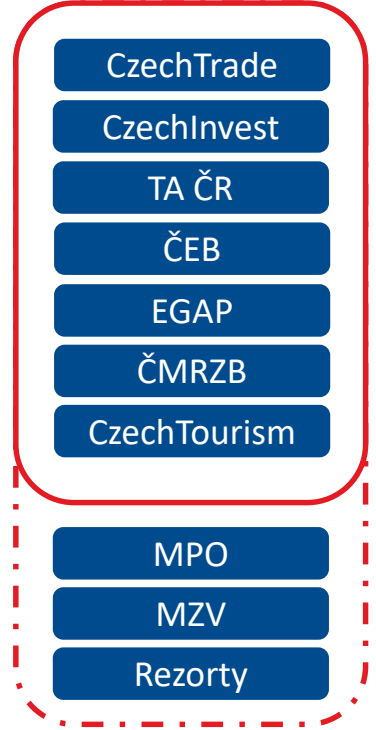 CzechTrade
CzechInvest
TA ČR
ČEB
EGAP
ČMRZB
CzechTourism
MPO
MZV
Rezorty